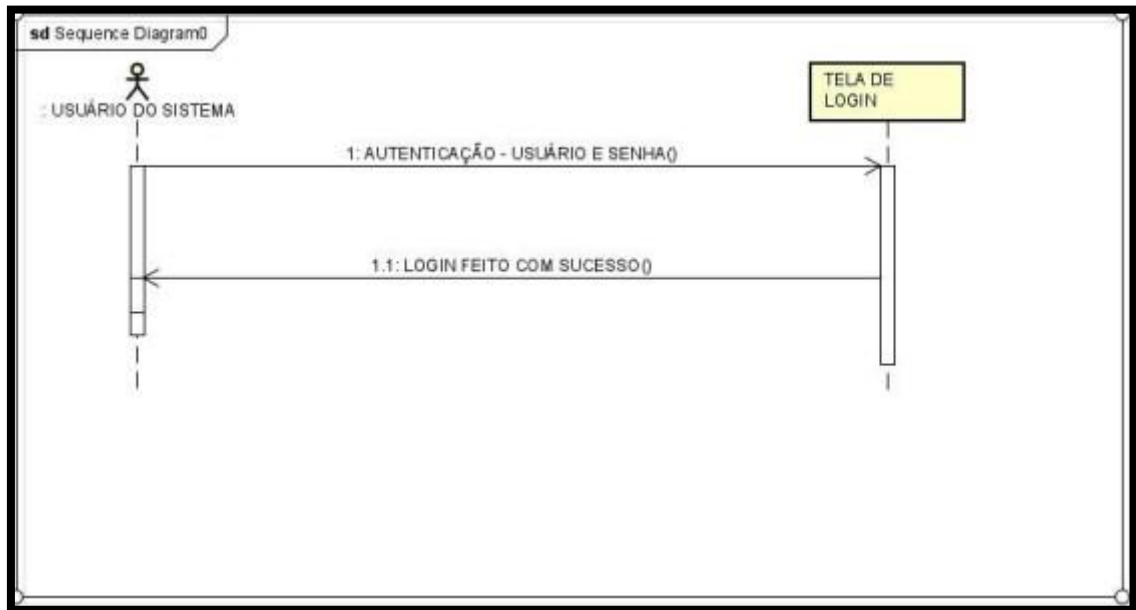 sd Sequence Diagram0
: USUÁRIO DO SISTEMA
TELA DE
LOGIN
1: AUTENTICAÇÃO - USUÁRIO E SENHA()
1.1: LOGIN FEITO COM SUCESSO()